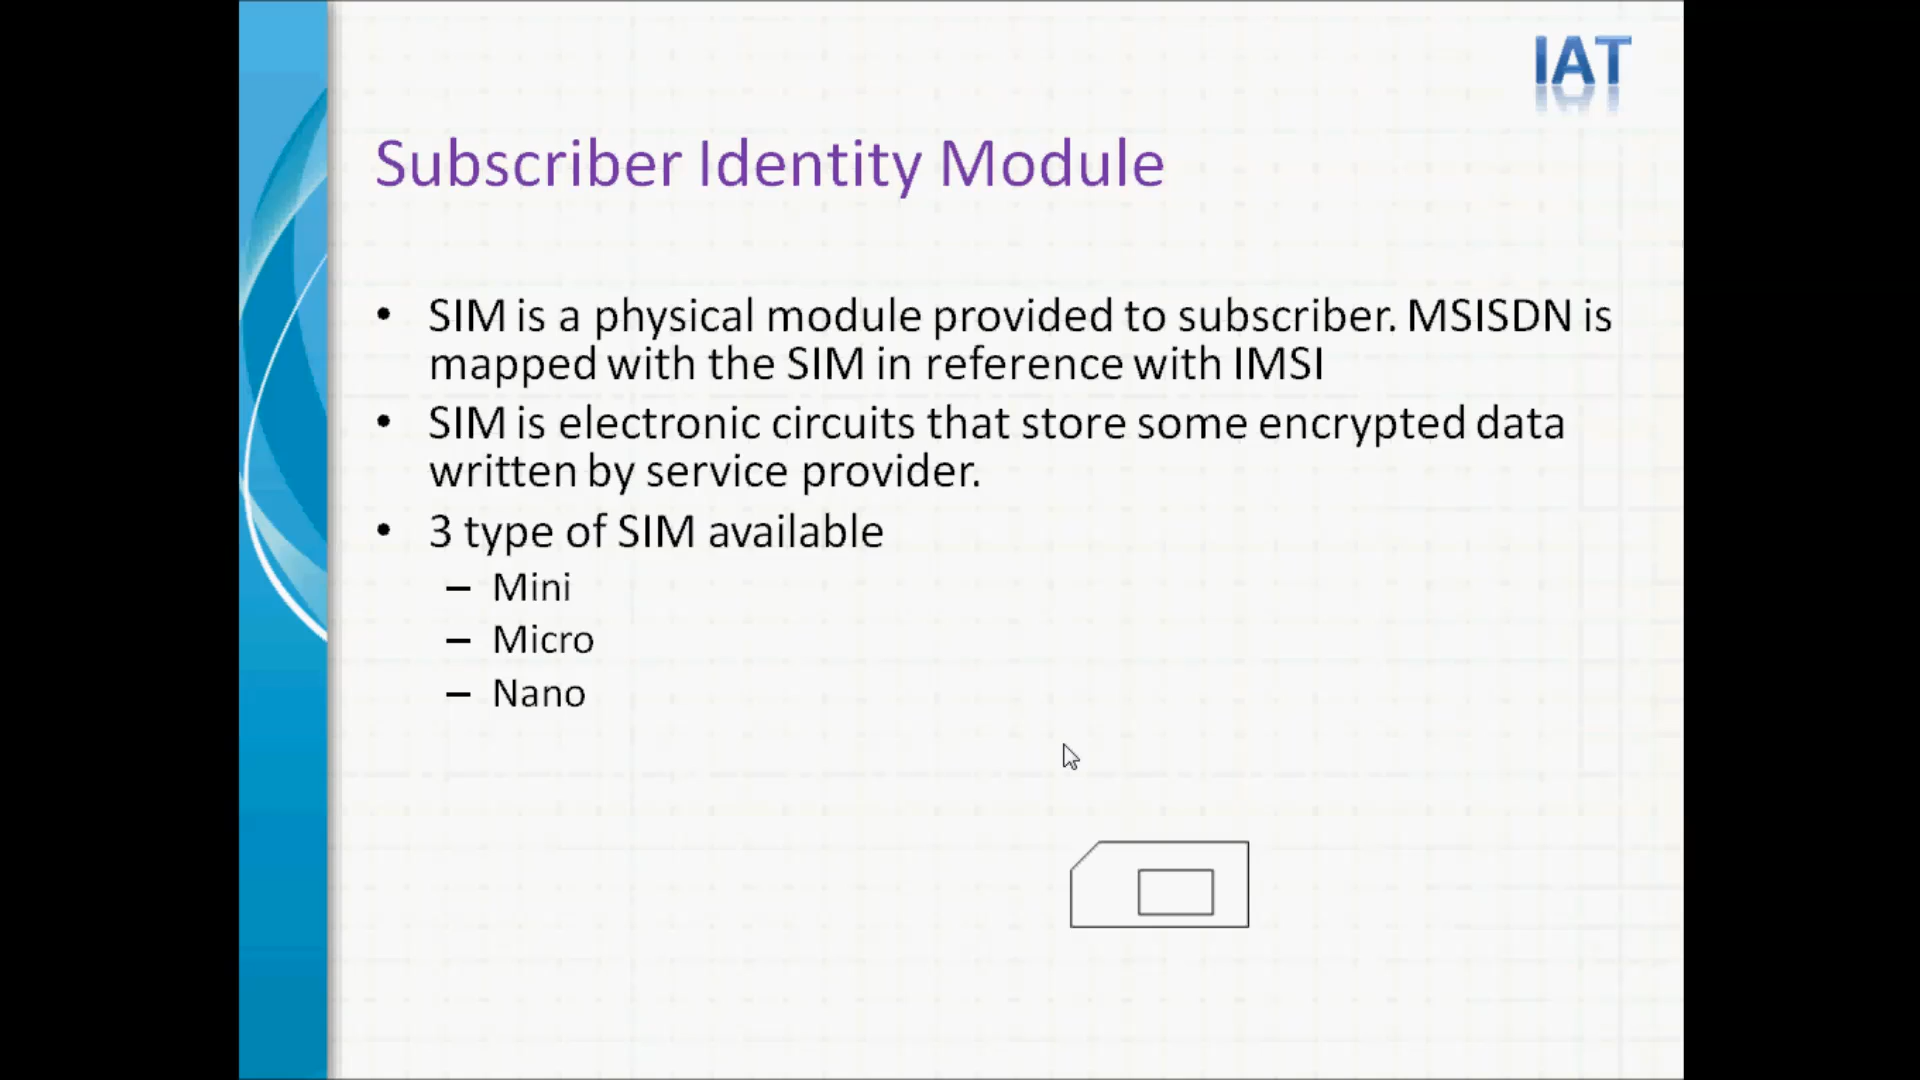 IAT
Subscriber Identity Module
• SIM is a physical module provided to subscriber. MSISDN is
mapped with the SIM in reference with IMSI
• SIM is electronic circuits that store some encrypted data
written by service provider.
• 3 type of SIM available
– Mini
– Micro
– Nano